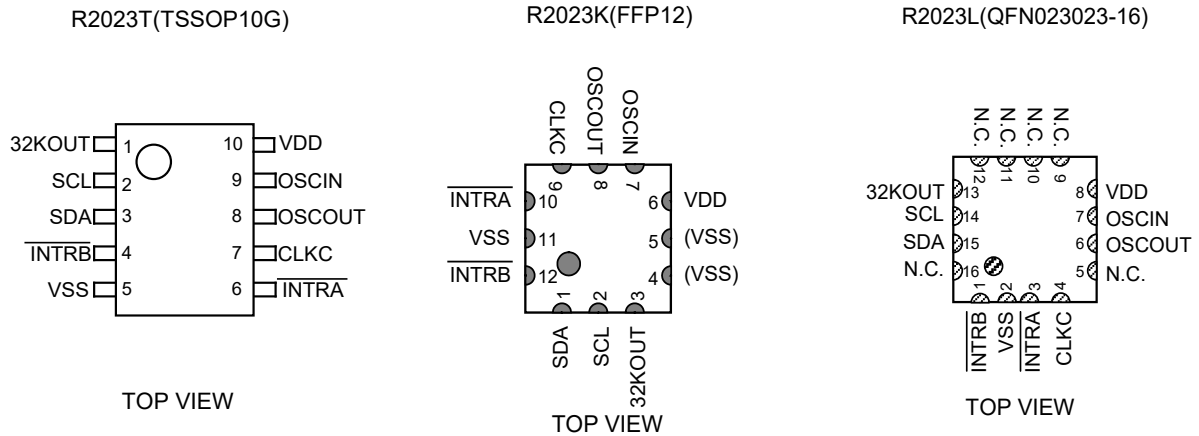 R2023T(TSSOP10G)
32KOUT 1 10 VDD
SCL 2 9 OSCIN
SDA 3 8 OSCOUT
INTRB 4 7 CLKC
VSS 5 6 INTRA
TOP VIEW
R2023K(FFP12)
CLKC
OSCCOUT
OSCIN
9 8 7
INTRA 10 6 VDD
VSS 11 5 (VSS)
INTRB 12 4 (VSS)
1 2 3
SDA
SCL
32KOUT
TOP VIEW
R2023L(QFN023023-16)
N.C.
N.C.
N.C.
N.C.
12 11 10 9
32KOUT 13 8 VDD
SCL 14 7 OSCIN
SDA 15 6 OSCOUT
N.C. 16 5 N.C.
1 2 3 4
INTRB
VSS
INTRA
CLKC
TOP VIEW